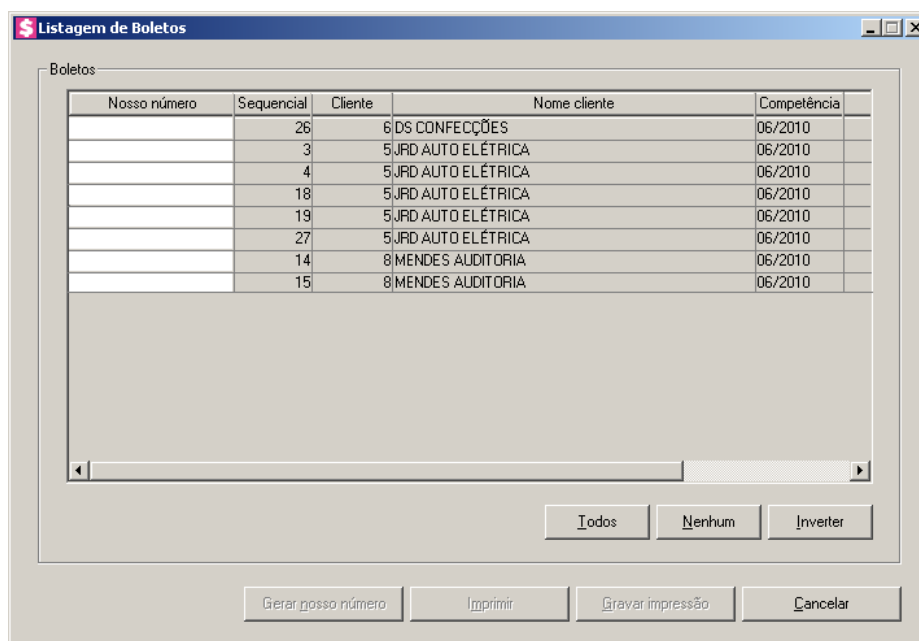 Listagem de Boletos
Boletos
Nosso número Sequencial Cliente Nome cliente Competência
26 6 DS CONFECÇÕES 06/2010
3 5 JRD AUTO ELÉTRICA 06/2010
4 5 JRD AUTO ELÉTRICA 06/2010
18 5 JRD AUTO ELÉTRICA 06/2010
19 5 JRD AUTO ELÉTRICA 06/2010
27 5 JRD AUTO ELÉTRICA 06/2010
14 8 MENDES AUDITORIA 06/2010
15 8 MENDES AUDITORIA 06/2010
Todos Nenhum Inverter
Gerar nosso número Imprimir Gravar impressão Cancelar